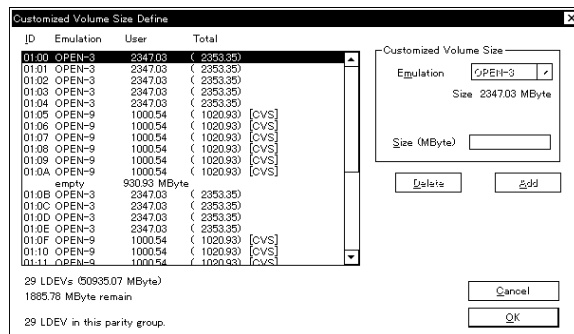 Customized Volume Size Define
ID Emulation User Total
01:00 OPEN-3 2347.03 ( 2353.35)
01:01 OPEN-3 2347.03 ( 2353.35)
01:02 OPEN-3 2347.03 ( 2353.35)
01:03 OPEN-3 2347.03 ( 2353.35)
01:04 OPEN-3 2347.03 ( 2353.35)
01:05 OPEN-9 1000.54 ( 1020.93) [CVS]
01:06 OPEN-9 1000.54 ( 1020.93) [CVS]
01:07 OPEN-9 1000.54 ( 1020.93) [CVS]
01:08 OPEN-9 1000.54 ( 1020.93) [CVS]
01:09 OPEN-9 1000.54 ( 1020.93) [CVS]
01:0A OPEN-9 1000.54 ( 1020.93) [CVS]
empty 930.93 MByte
01:0B OPEN-3 2347.03 ( 2353.35)
01:0C OPEN-3 2347.03 ( 2353.35)
01:0D OPEN-3 2347.03 ( 2353.35)
01:0E OPEN-3 2347.03 ( 2353.35)
01:0F OPEN-9 1000.54 ( 1020.93) [CVS]
01:10 OPEN-9 1000.54 ( 1020.93) [CVS]
01:11 OPEN-9 1000.54 ( 1020.93) [CVS]
29 LDEVs (50935.07 MByte)
1885.78 MByte remain
29 LDEV in this parity group.
Customized Volume Size
Emulation OPEN-3
Size 2347.03 MByte
Size (MByte)
Delete Add
Cancel
OK